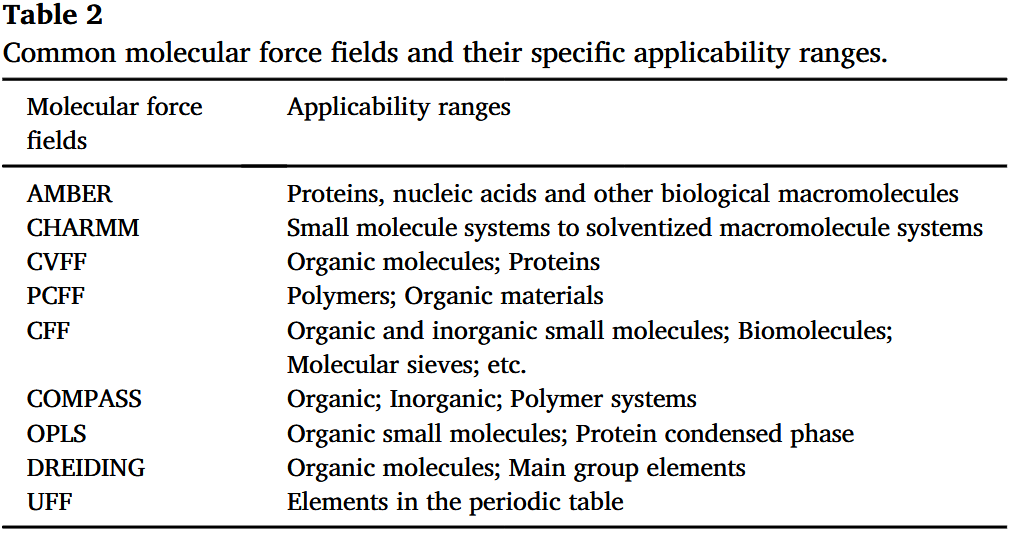 Table 2
Common molecular force fields and their specific applicability ranges.
Molecular force fields Applicability ranges
AMBER Proteins, nucleic acids and other biological macromolecules
CHARMM Small molecule systems to solventized macromolecule systems
CVFF Organic molecules; Proteins
PCFF Polymers; Organic materials
CFF Organic and inorganic small molecules; Biomolecules;
Molecular sieves; etc.
COMPASS Organic; Inorganic; Polymer systems
OPLS Organic small molecules; Protein condensed phase
DREIDING Organic molecules; Main group elements
UFF Elements in the periodic table